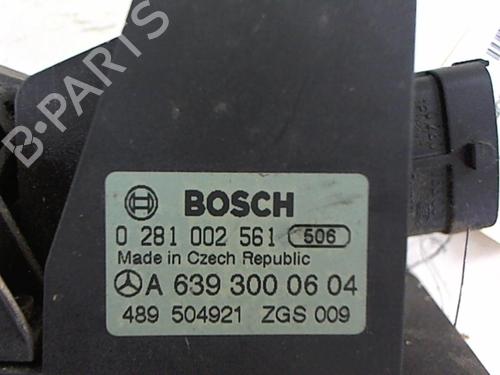 B-PARTS
BOSCH
0 281 002 561 506
Made in Czech Republic
A 639 300 06 04
489 504921 ZGS 009